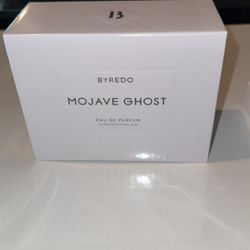 B
BYREDO
MOJAVE GHOST
EAU DE PARFUM